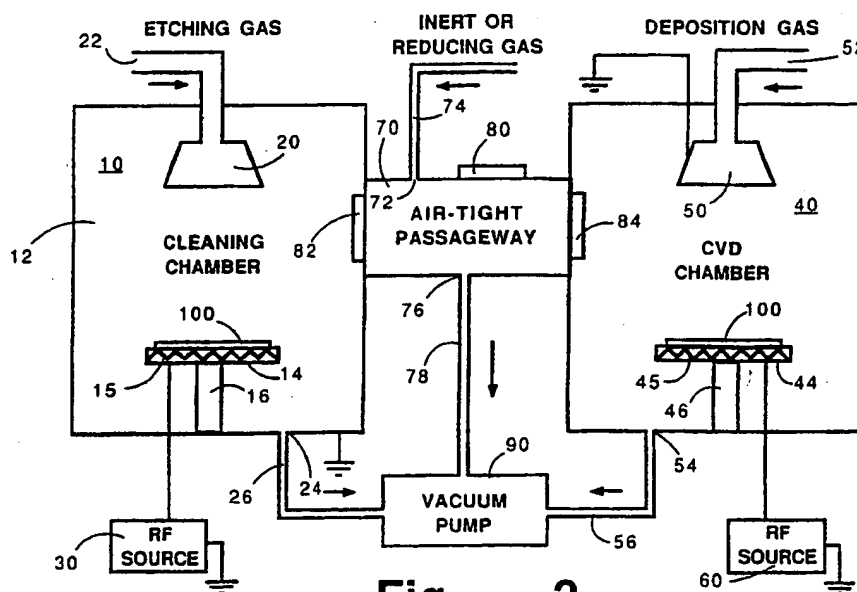 ETCHING GAS
INERT OR
REDUCING GAS
DEPOSITION GAS
22
52
74
70
80
10
20
72
50
40
12
82
84
AIR-TIGHT
PASSAGEWAY
CLEANING
CHAMBER
CVD
CHAMBER
76
100
100
78
15
16
14
45
46
44
90
54
26
24
VACUUM
PUMP
56
30
RF
SOURCE
RF
SOURCE
60